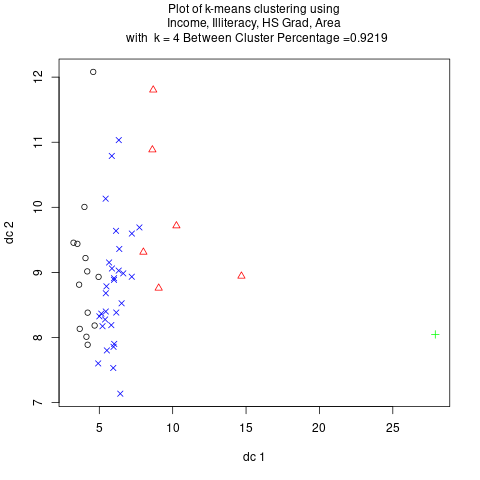 Plot of k-means clustering using
Income, Illiteracy, HS Grad, Area
with k = 4 Between Cluster Percentage =0.9219
12
11
10
9
8
7
dc 2
5 10 15 20 25
dc 1